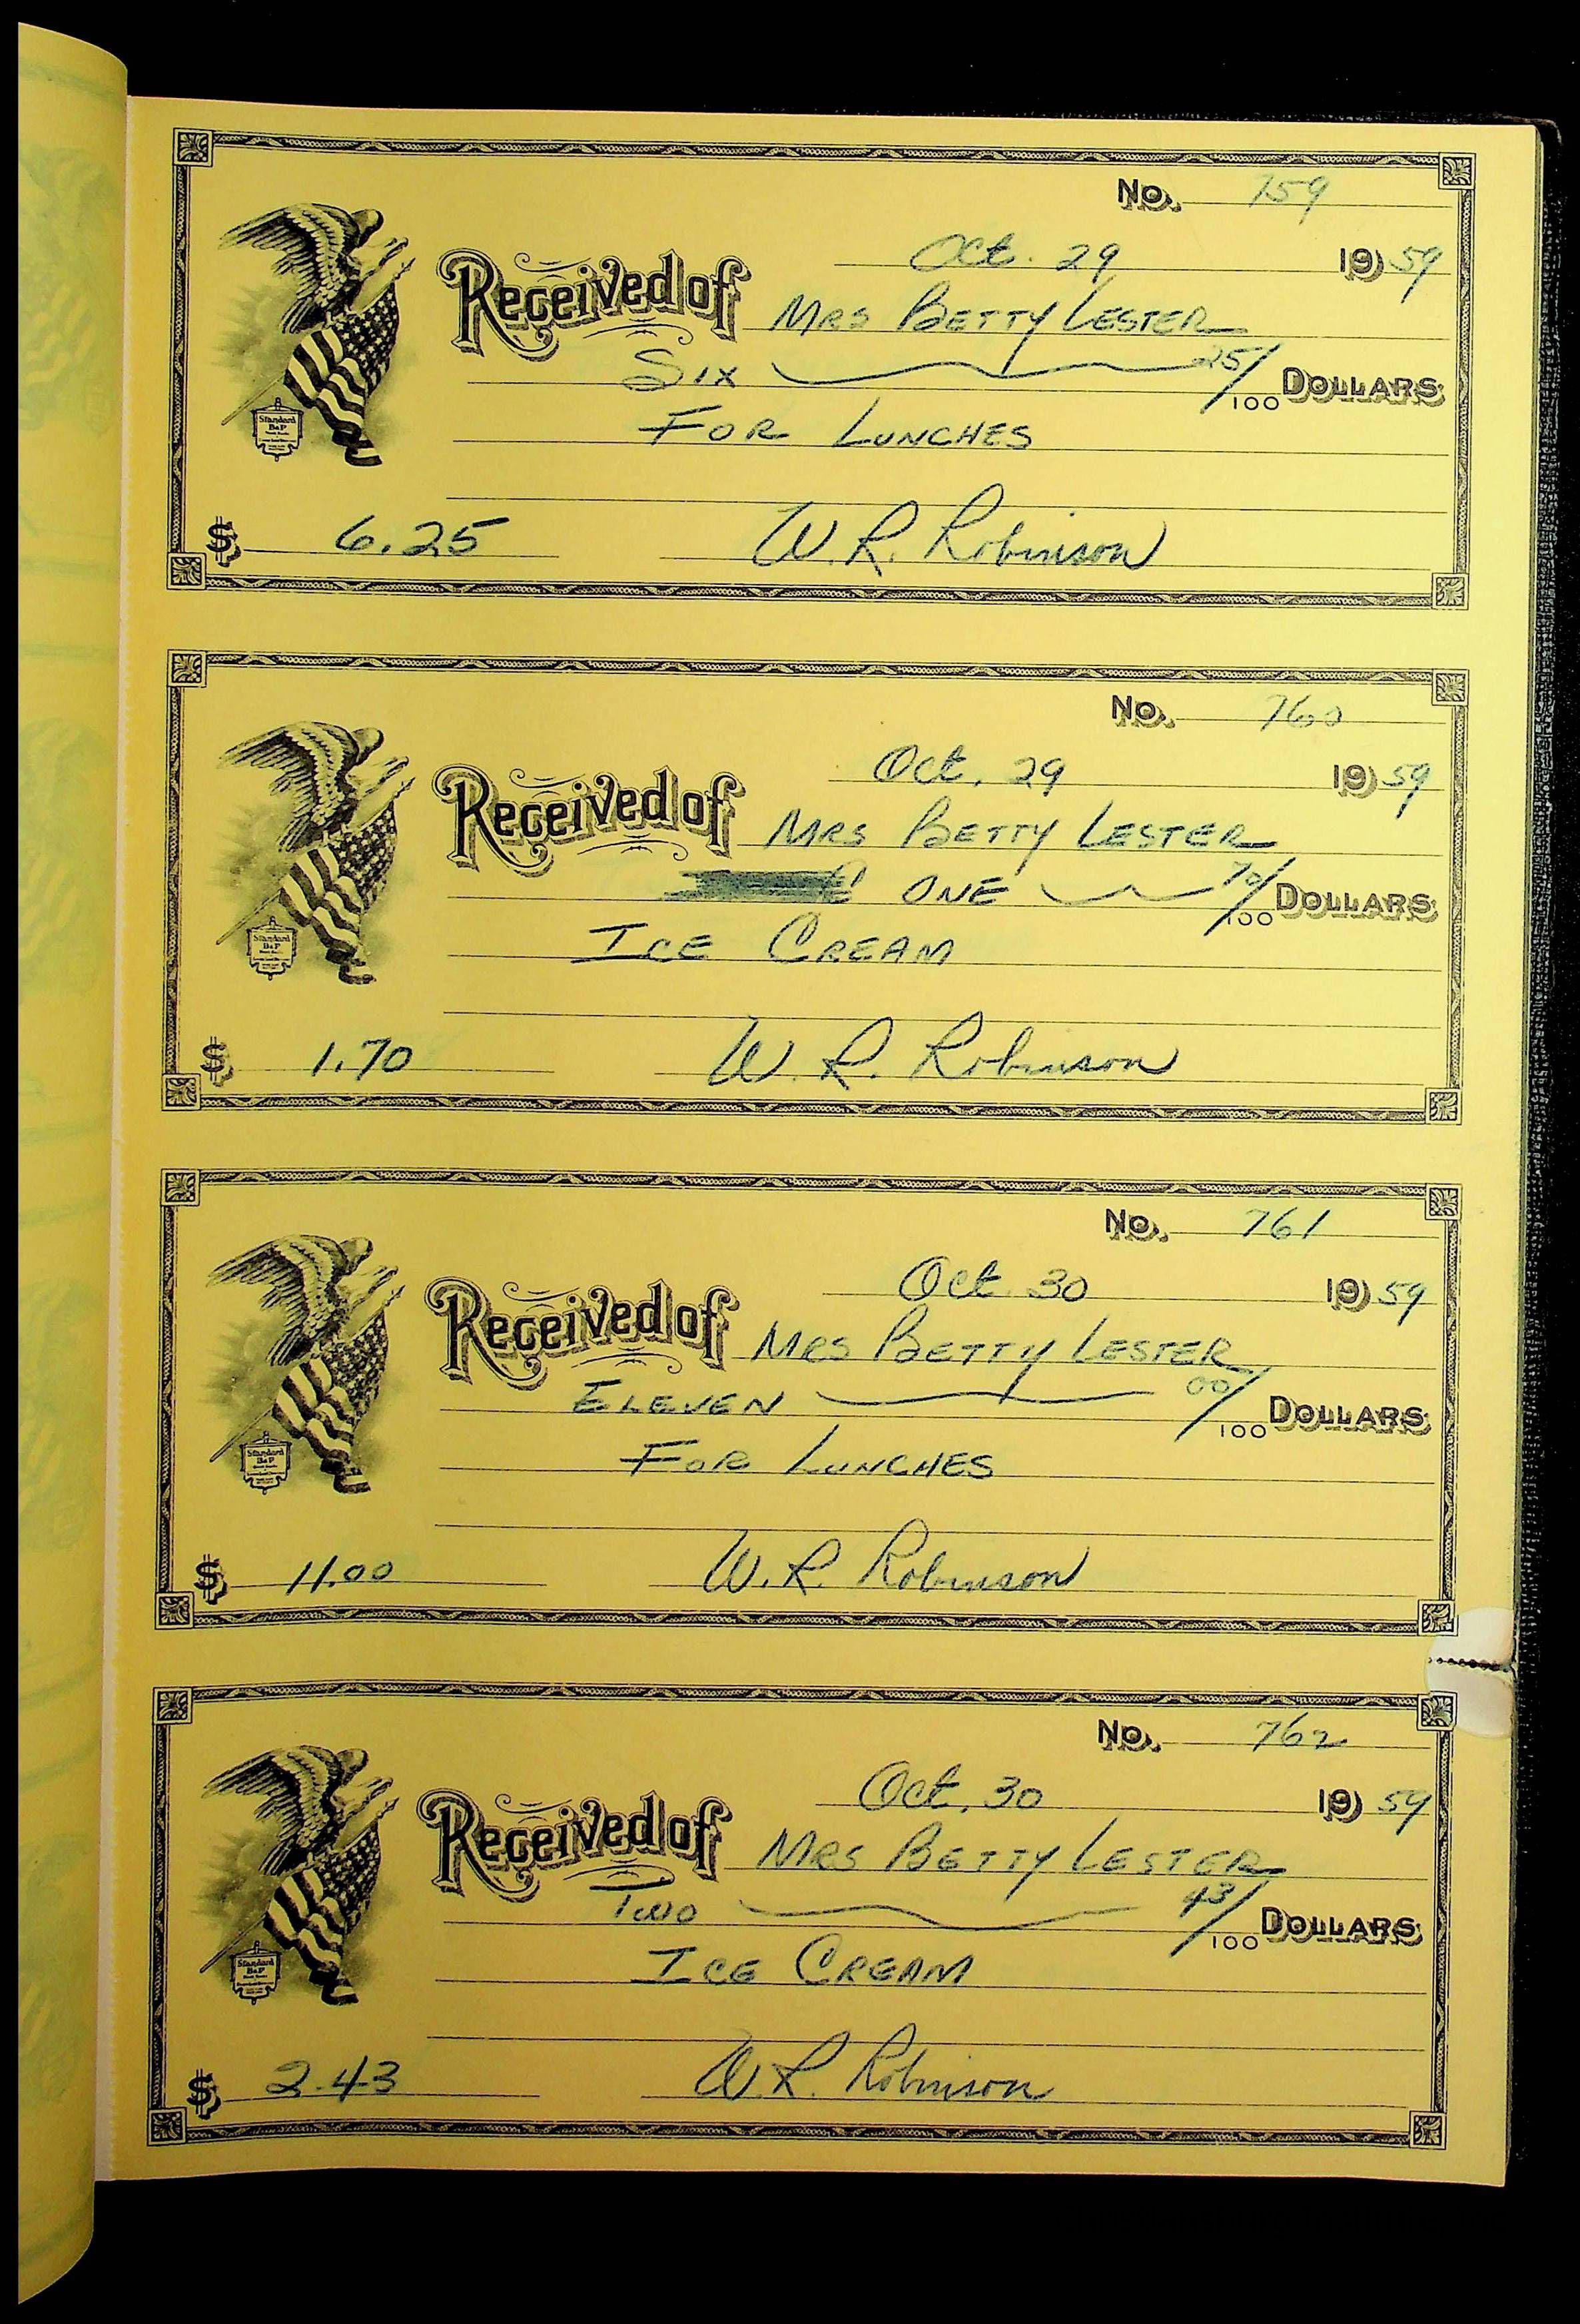 No. 759
Oct. 29 1959
Received of Mrs Betty Lester
Six 25/100 Dollars
For Lunches
Standard
B&P
$ 6.25 W. R. Robinson
No. 760
Oct. 29 1959
Received of Mrs Betty Lester
One 70/100 Dollars
Ice Cream
Standard
B&P
$ 1.70 W. R. Robinson
No. 761
Oct 30 1959
Received of Mrs Betty Lester
Eleven 00/100 Dollars
For Lunches
Standard
B&P
$ 11.00 W. R. Robinson
No. 762
Oct. 30 1959
Received of Mrs Betty Lester
Two 43/100 Dollars
Ice Cream
Standard
B&P
$ 2.43 W. R. Robinson